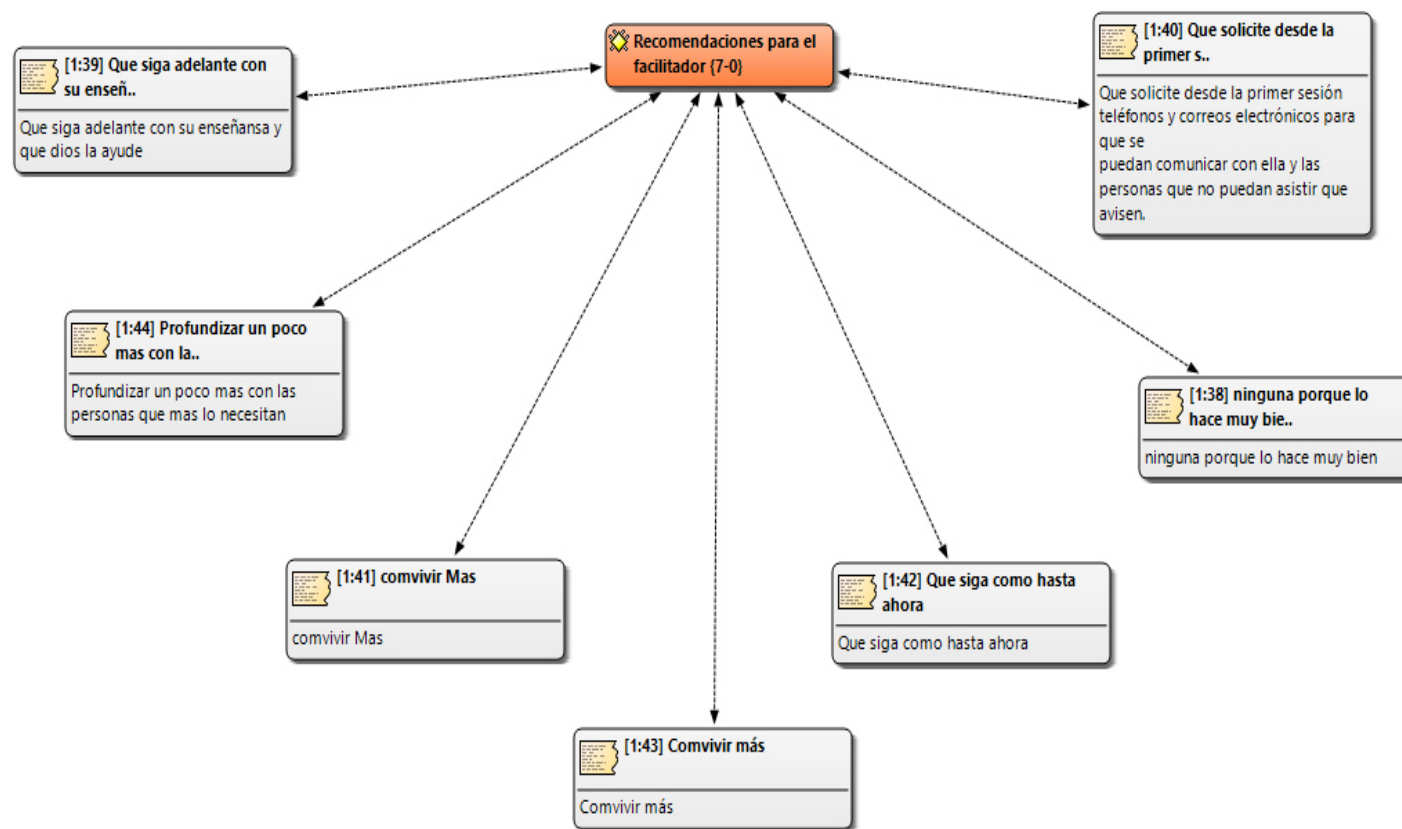 Recomendaciones para el
facilitador {7-0}
[1:39] Que siga adelante con
su enseñ..
Que siga adelante con su enseñansa y
que dios la ayude
[1:40] Que solicite desde la
primer s..
Que solicite desde la primer sesión
teléfonos y correos electrónicos para
que se
puedan comunicar con ella y las
personas que no puedan asistir que
avisen.
[1:44] Profundizar un poco
mas con la..
Profundizar un poco mas con las
personas que mas lo necesitan
[1:38] ninguna porque lo
hace muy bie..
ninguna porque lo hace muy bien
[1:41] comvivir Mas
comvivir Mas
[1:42] Que siga como hasta
ahora
Que siga como hasta ahora
[1:43] Comvivir más
Comvivir más